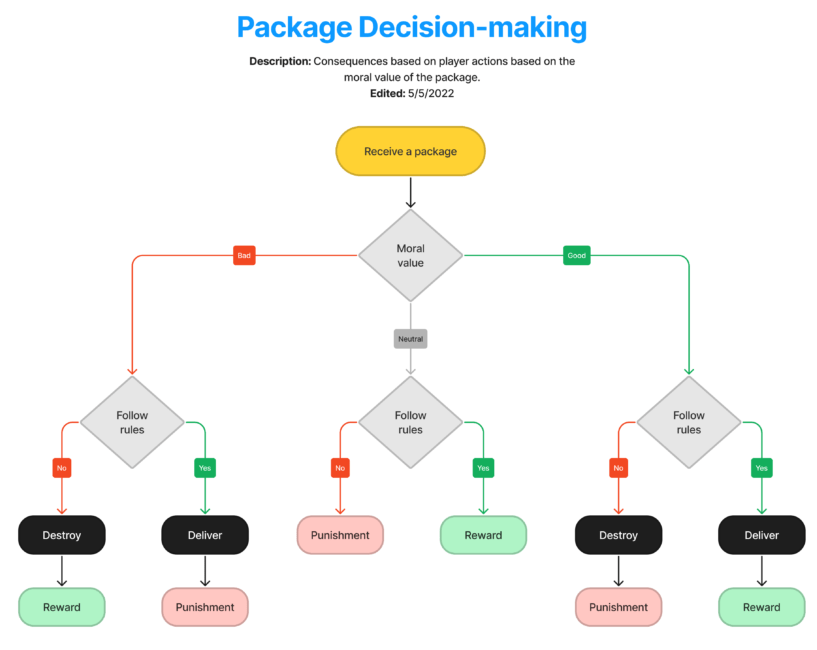 Package Decision-making
Description: Consequences based on player actions based on the
moral value of the package.
Edited: 5/5/2022
Receive a package
Moral
value
Bad
Good
Neutral
Follow
rules
Follow
rules
Follow
rules
No
Yes
No
Yes
No
Yes
Destroy
Deliver
Punishment
Reward
Destroy
Deliver
Reward
Punishment
Punishment
Reward